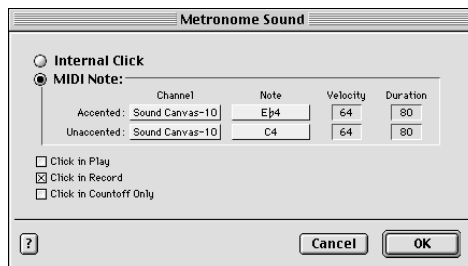 Metronome Sound
Internal Click
MIDI Note:
Channel Note Velocity Duration
Accented: Sound Canvas-10 E♭4 64 80
Unaccented: Sound Canvas-10 C4 64 80
Click in Play
Click in Record
Click in Countoff Only
? Cancel OK